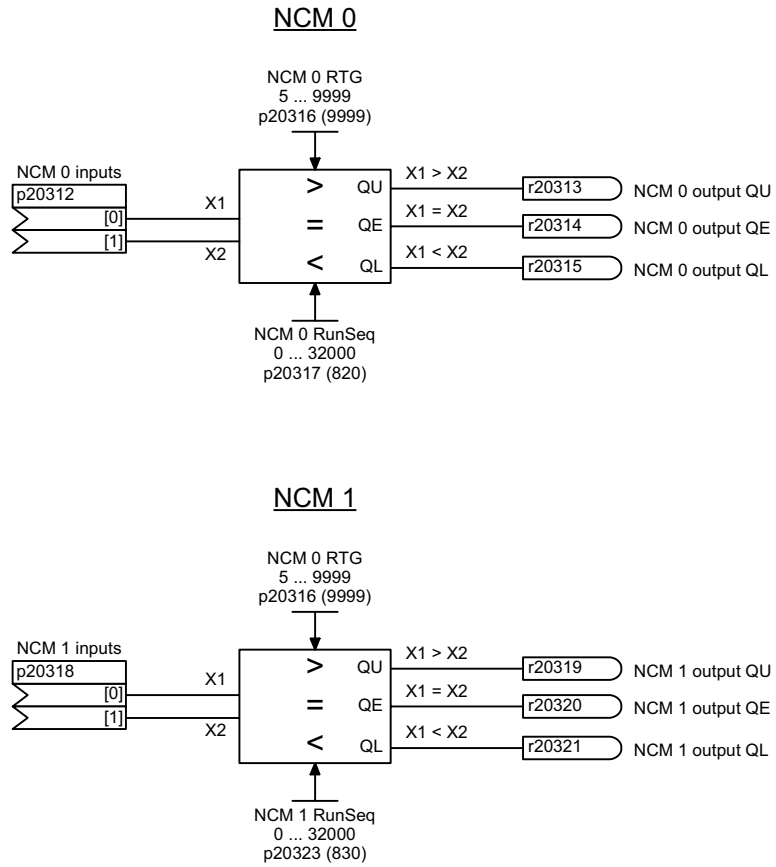 NCM 0
NCM 0 RTG
5 ... 9999
p20316 (9999)
NCM 0 inputs
p20312
[0]
[1]
X1
X2
>
=
<
QU
QE
QL
X1 > X2
X1 = X2
X1 < X2
r20313
r20314
r20315
NCM 0 output QU
NCM 0 output QE
NCM 0 output QL
NCM 0 RunSeq
0 ... 32000
p20317 (820)
NCM 1
NCM 0 RTG
5 ... 9999
p20316 (9999)
NCM 1 inputs
p20318
[0]
[1]
X1
X2
>
=
<
QU
QE
QL
X1 > X2
X1 = X2
X1 < X2
r20319
r20320
r20321
NCM 1 output QU
NCM 1 output QE
NCM 1 output QL
NCM 1 RunSeq
0 ... 32000
p20323 (830)